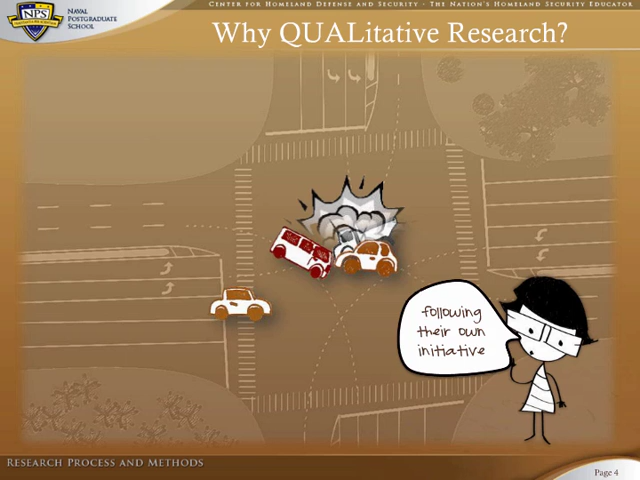 Center for Homeland Defense and Security - The Nation's Homeland Security Educator
NPS
Naval
Postgraduate
School
Why QUALitative Research?
following
their own
initiative
Research Process and Methods
Page 4